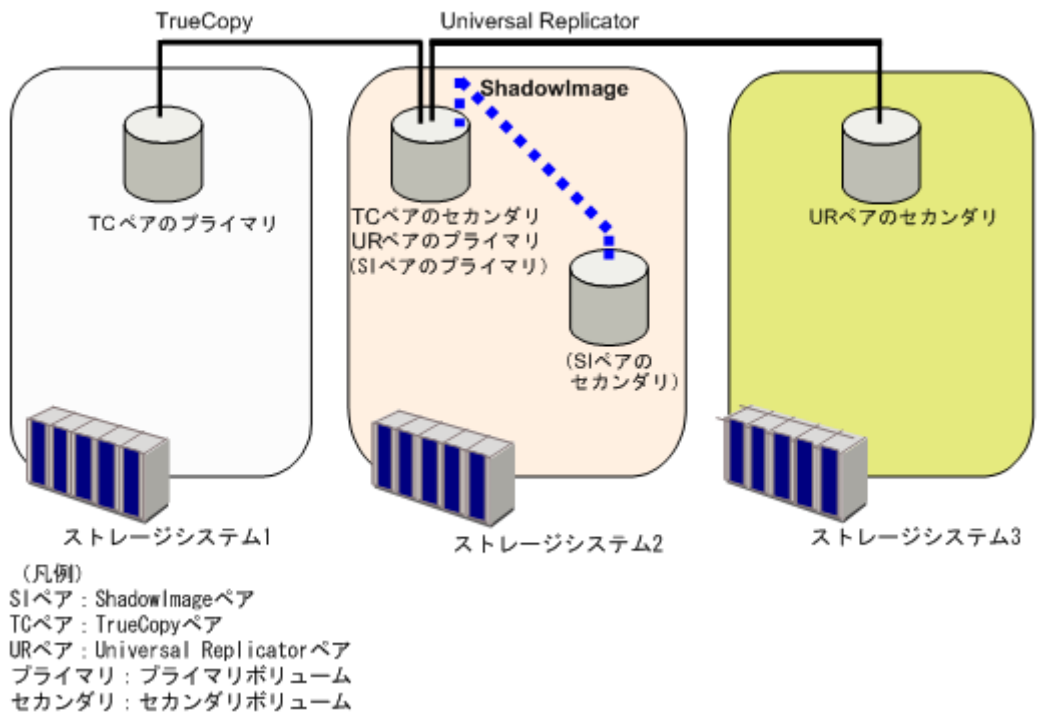 TrueCopy
Universal Replicator
ShadowImage
TCペアのプライマリ
TCペアのセカンダリ
URペアのプライマリ
(SIペアのプライマリ)
URペアのセカンダリ
(SIペアの
セカンダリ)
ストレージシステム1
ストレージシステム2
ストレージシステム3
(凡例)
SIペア：ShadowImageペア
TCペア：TrueCopyペア
URペア：Universal Replicatorペア
プライマリ：プライマリボリューム
セカンダリ：セカンダリボリューム